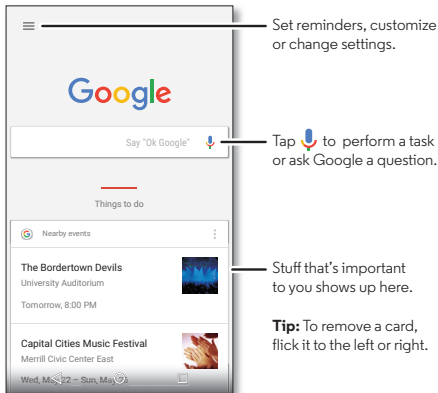 Set reminders, customize
or change settings.
Google
Say "Ok Google"
Tap to perform a task
or ask Google a question.
Things to do
Nearby events
The Bordertown Devils
University Auditorium
Tomorrow, 8:00 PM
Stuff that's important
to you shows up here.
Tip: To remove a card,
flick it to the left or right.
Capital Cities Music Festival
Merrill Civic Center East
Wed, 22 – Sun,